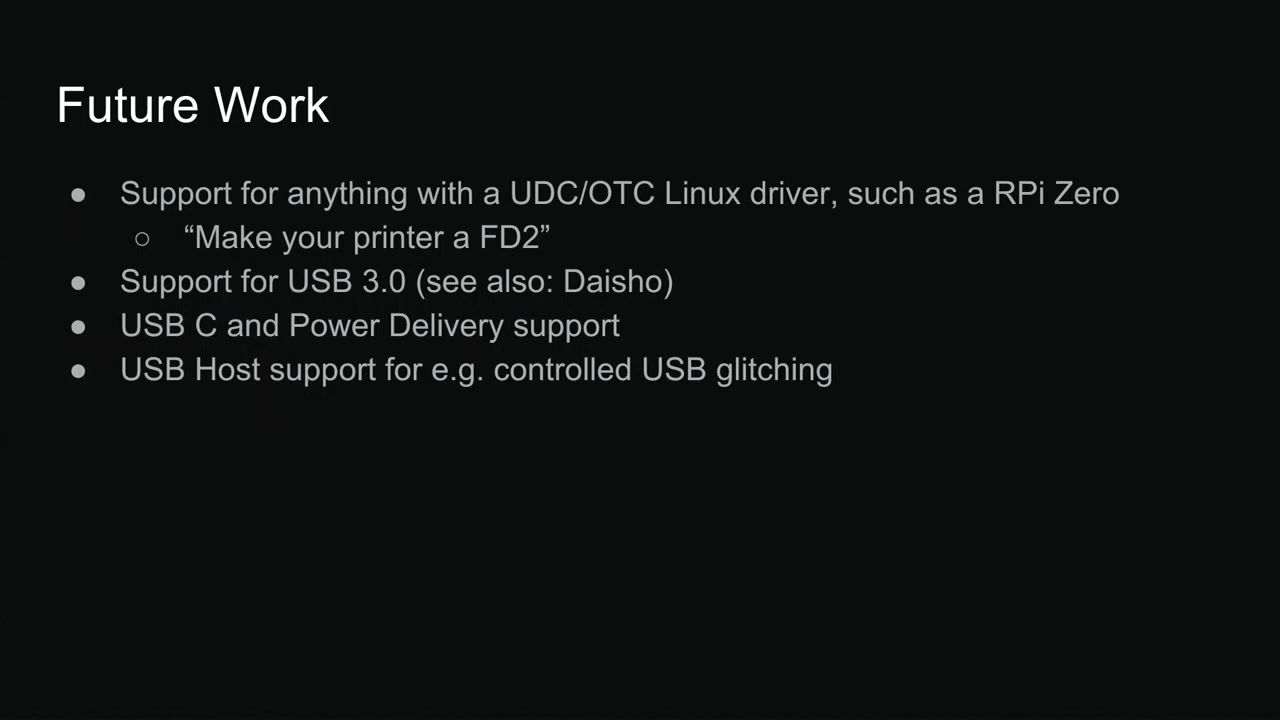 Future Work
● Support for anything with a UDC/OTC Linux driver, such as a RPi Zero
○ “Make your printer a FD2”
● Support for USB 3.0 (see also: Daisho)
● USB C and Power Delivery support
● USB Host support for e.g. controlled USB glitching